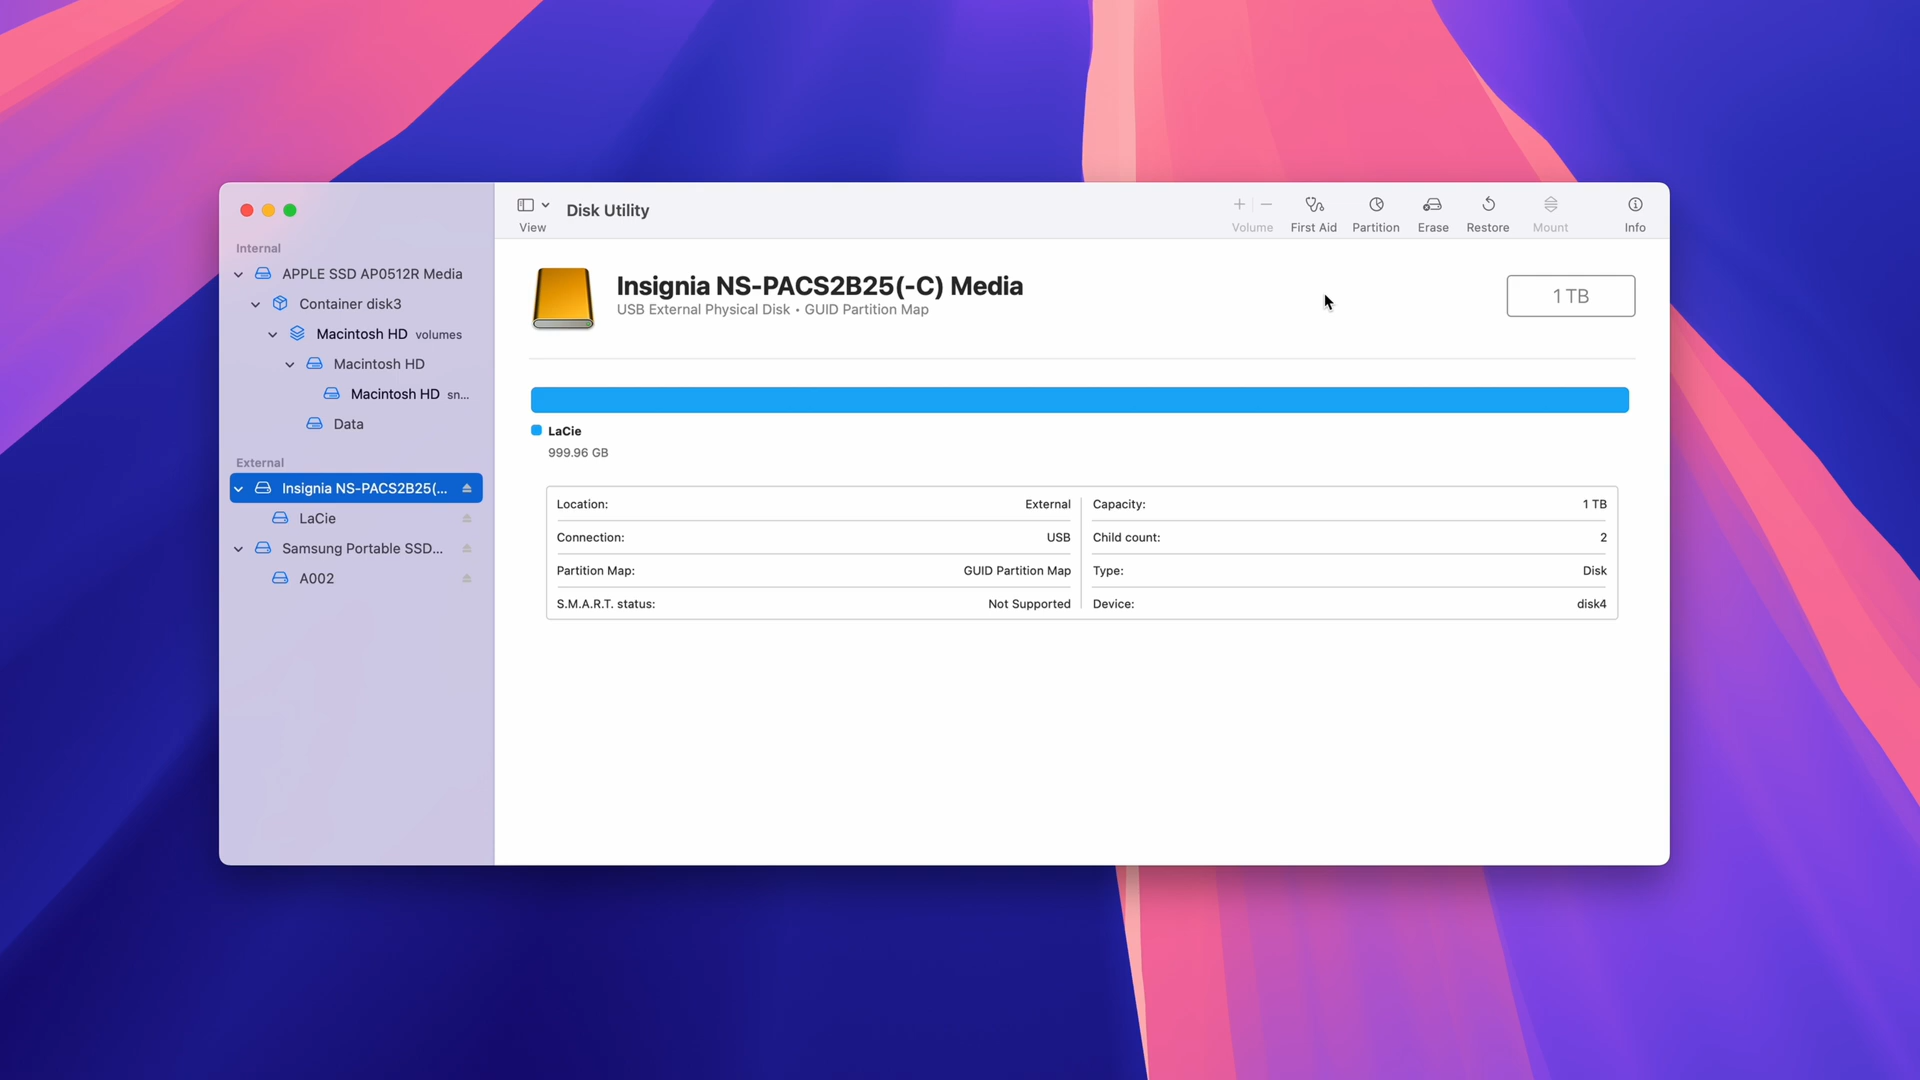 Internal
APPLE SSD AP0512R Media
Container disk3
Macintosh HD volumes
Macintosh HD
Macintosh HD sn...
Data
External
Insignia NS-PACS2B25(...
LaCie
Samsung Portable SSD...
A002
View
Disk Utility
Volume
First Aid
Partition
Erase
Restore
Mount
Info
Insignia NS-PACS2B25(-C) Media
USB External Physical Disk • GUID Partition Map
1 TB
LaCie
999.96 GB
Location: External
Capacity: 1 TB
Connection: USB
Child count: 2
Partition Map: GUID Partition Map
Type: Disk
S.M.A.R.T. status: Not Supported
Device: disk4